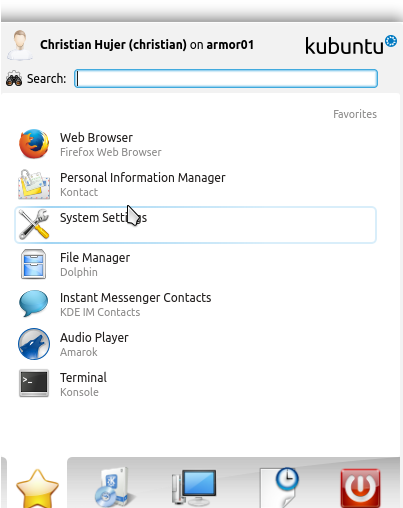 Christian Hujer (christian) on armor01
kubuntu
Search:
Favorites
Web Browser
Firefox Web Browser
Personal Information Manager
Kontact
System Settings
File Manager
Dolphin
Instant Messenger Contacts
KDE IM Contacts
Audio Player
Amarok
Terminal
Konsole